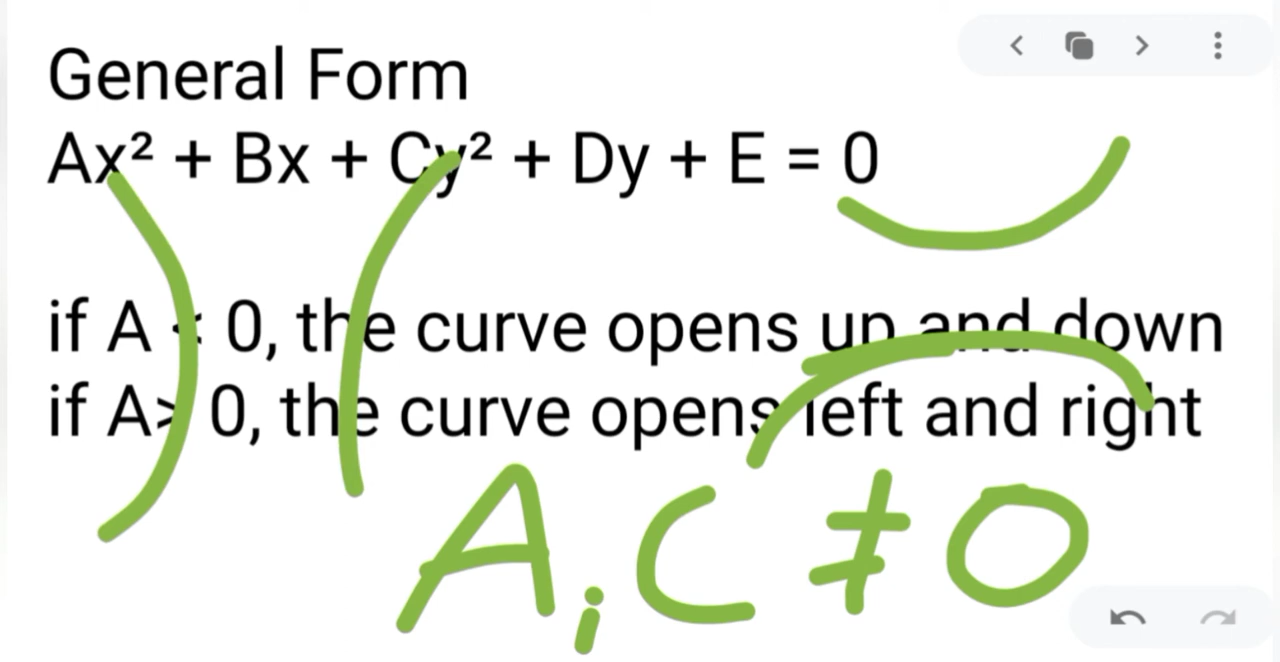 General Form
Ax² + Bx + Cy² + Dy + E = 0
if A < 0, the curve opens up and down
if A> 0, the curve opens left and right
A, C ≠ 0